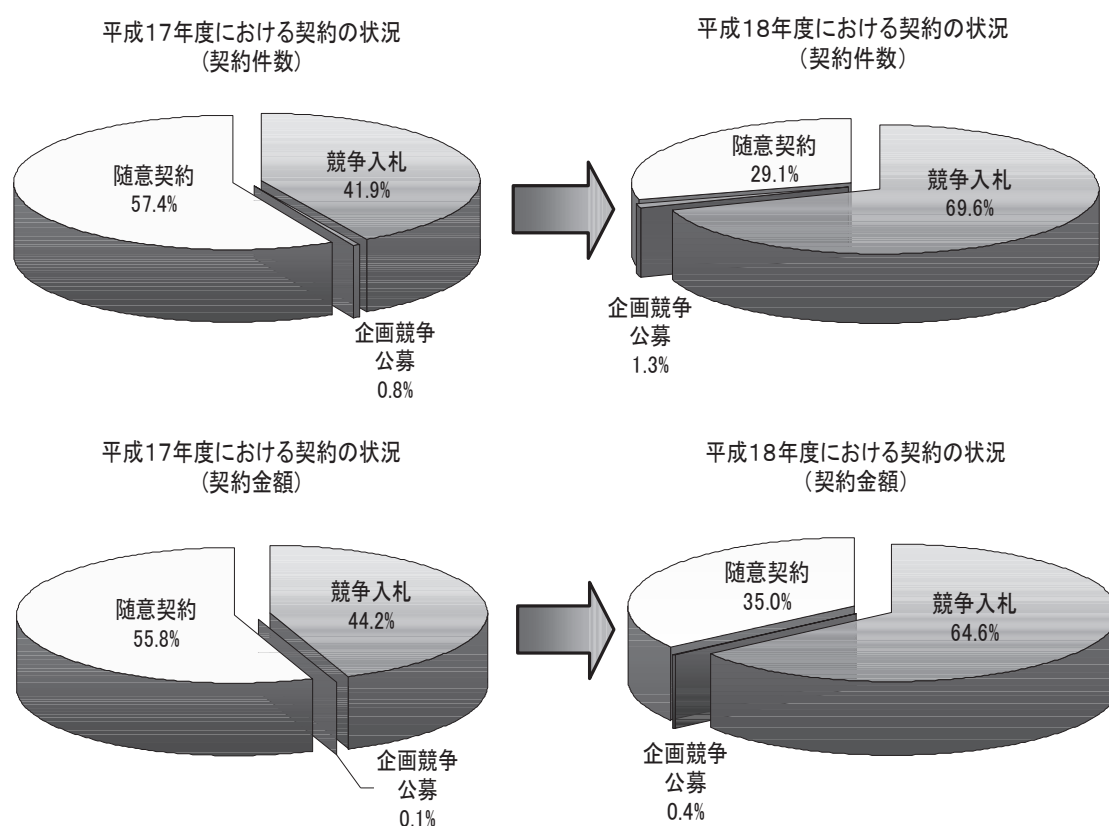 平成17年度における契約の状況
(契約件数)
随意契約
57.4%
競争入札
41.9%
企画競争
公募
0.8%
平成18年度における契約の状況
(契約件数)
随意契約
29.1%
競争入札
69.6%
企画競争
公募
1.3%
平成17年度における契約の状況
(契約金額)
随意契約
55.8%
競争入札
44.2%
企画競争
公募
0.1%
平成18年度における契約の状況
(契約金額)
随意契約
35.0%
競争入札
64.6%
企画競争
公募
0.4%